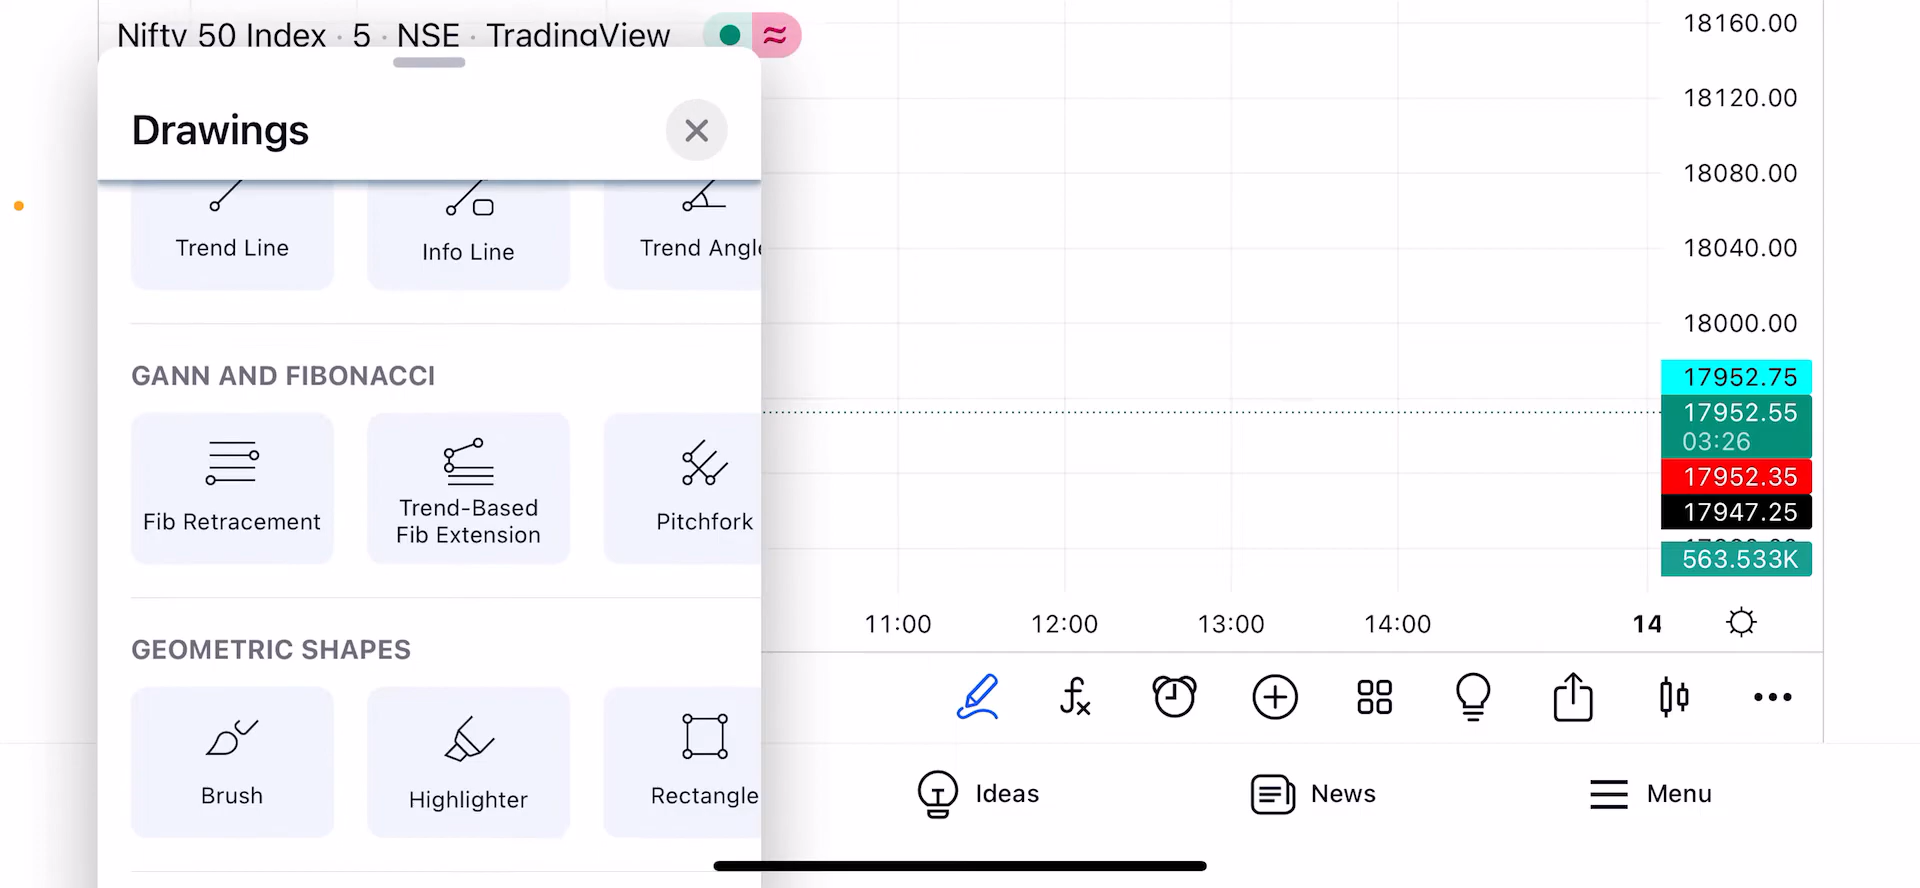 Nifty 50 Index · 5 · NSE · TradingView
Drawings
Trend Line
Info Line
Trend Angle
GANN AND FIBONACCI
Fib Retracement
Trend-Based
Fib Extension
Pitchfork
GEOMETRIC SHAPES
Brush
Highlighter
Rectangle
18160.00
18120.00
18080.00
18040.00
18000.00
17952.75
17952.55
03:26
17952.35
17947.25
563.533K
11:00
12:00
13:00
14:00
14
Ideas
News
Menu